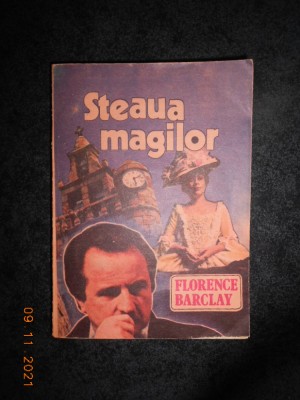 Steaua
magilor
FLORENCE
BARCLAY
09.11.2021